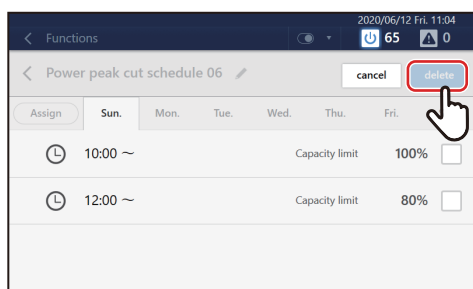 2020/06/12 Fri. 11:04
Functions 65 0
Power peak cut schedule 06 cancel delete
Assign Sun. Mon. Tue. Wed. Thu. Fri.
10:00 ～ Capacity limit 100%
12:00 ～ Capacity limit 80%